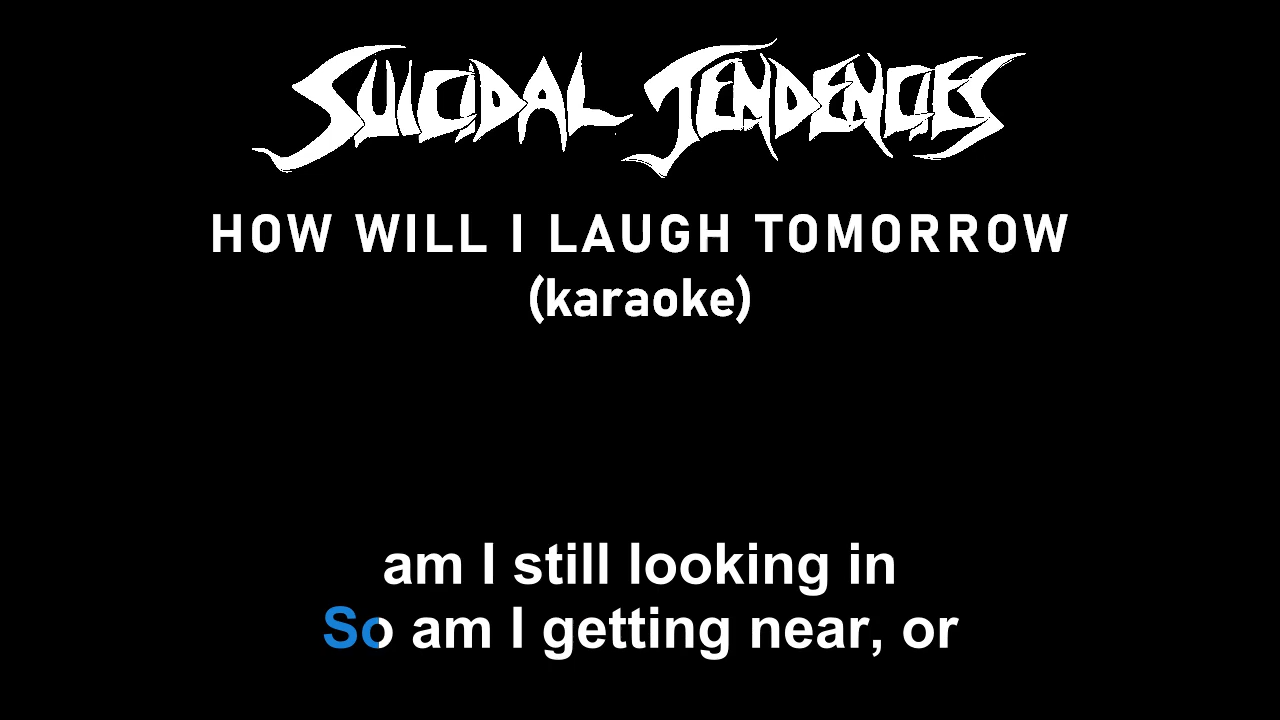 SUICIDAL TENDENCIES
HOW WILL I LAUGH TOMORROW
(karaoke)
am I still looking in
So am I getting near, or